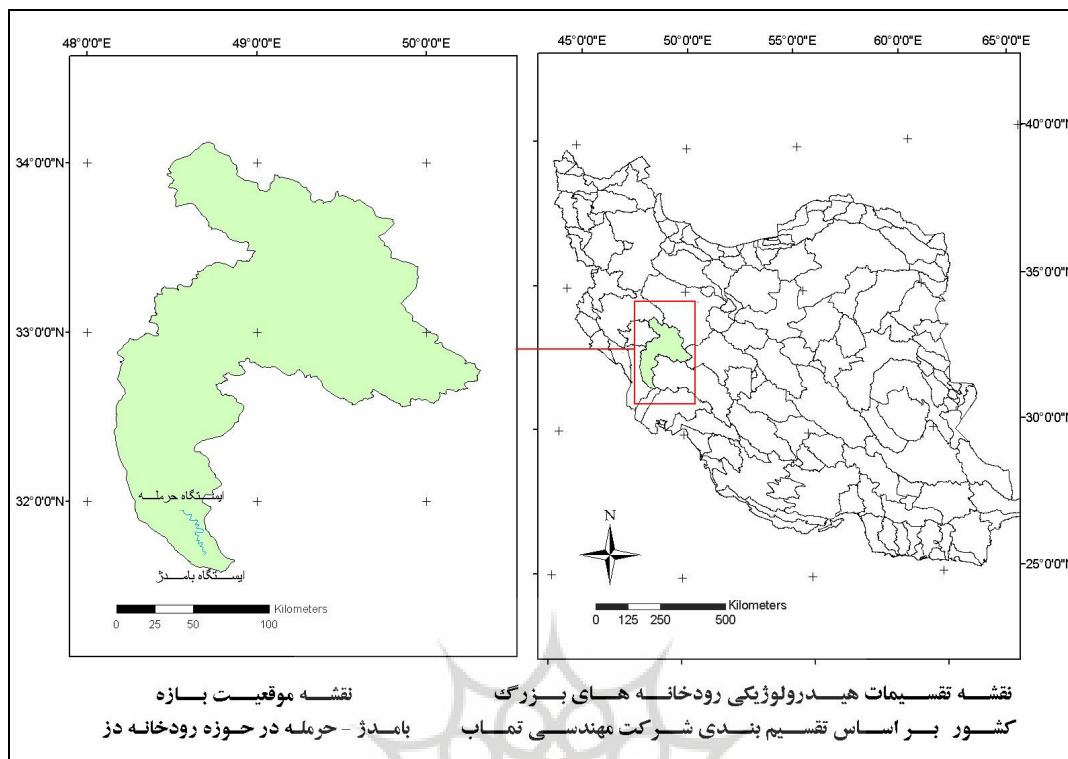 48°0'0"E 49°0'0"E 50°0'0"E
34°0'0"N
33°0'0"N
32°0'0"N
ایستگاه حرمله
ایستگاه بامدژ
Kilometers
0 25 50 100
نقشه موقعیت بازه
بامدژ - حرمله در حوزه رودخانه دز
45°0'0"E 50°0'0"E 55°0'0"E 60°0'0"E 65°0'0"E
40°0'0"N
35°0'0"N
30°0'0"N
25°0'0"N
N
Kilometers
0 125 250 500
نقشه تقسیمات هیدرولوژیکی رودخانه های بزرگ
کشور بر اساس تقسیم بندی شرکت مهندسی تماب